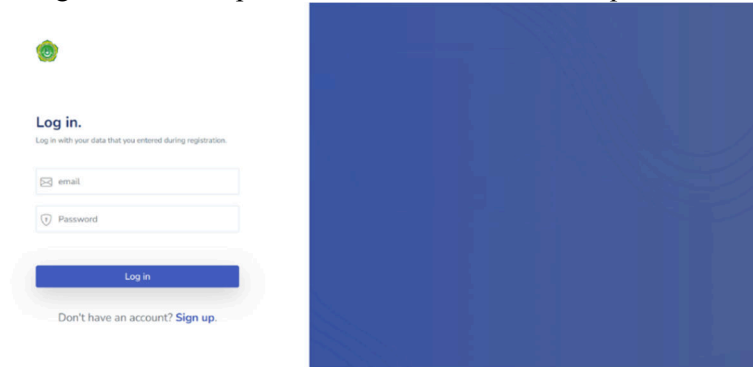 Log in.
Log in with your data that you entered during registration.
email
Password
Log in
Don't have an account? Sign up.